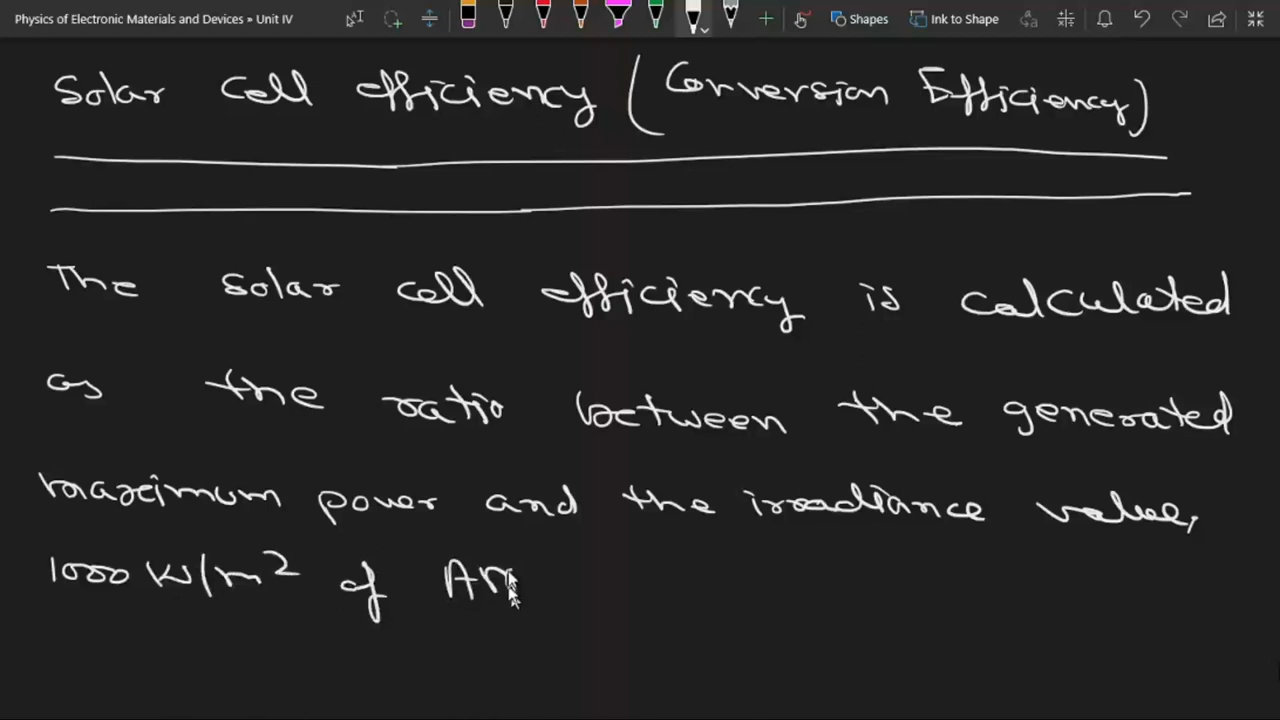 Physics of Electronic Materials and Devices » Unit IV
Shapes
Ink to Shape
Solar cell efficiency (Conversion Efficiency)
The solar cell efficiency is calculated
as the ratio between the generated
maximum power and the irradiance value,
1000 kw/m² of AM